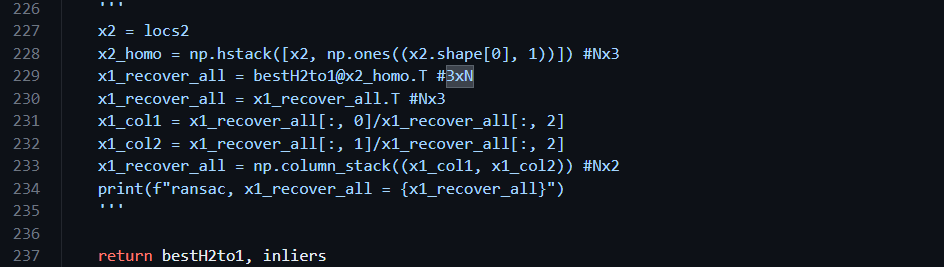 226 '''
227 x2 = locs2
228 x2_homo = np.hstack([x2, np.ones((x2.shape[0], 1))]) #Nx3
229 x1_recover_all = bestH2to1@x2_homo.T #3xN
230 x1_recover_all = x1_recover_all.T #Nx3
231 x1_col1 = x1_recover_all[:, 0]/x1_recover_all[:, 2]
232 x1_col2 = x1_recover_all[:, 1]/x1_recover_all[:, 2]
233 x1_recover_all = np.column_stack((x1_col1, x1_col2)) #Nx2
234 print(f"ransac, x1_recover_all = {x1_recover_all}")
235 '''
236
237 return bestH2to1, inliers